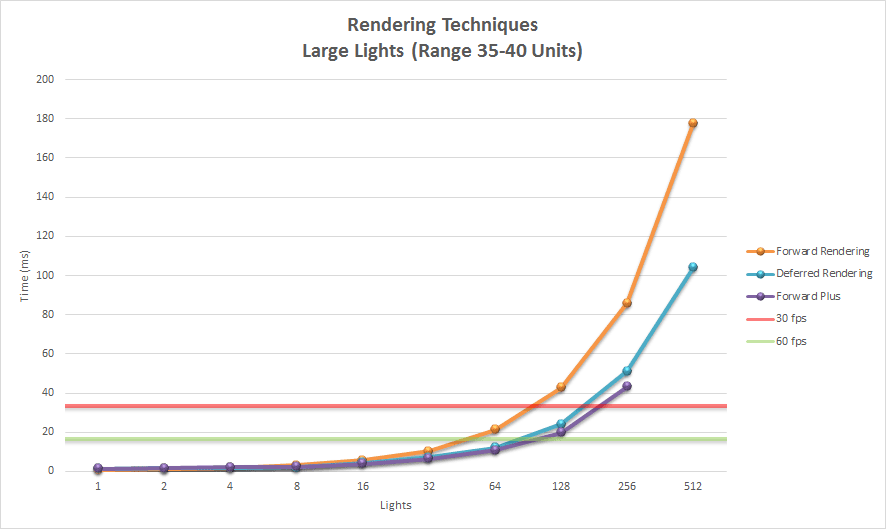 Rendering Techniques
Large Lights (Range 35-40 Units)
200
180
160
140
120
100
80
60
40
20
0
Time (ms)
1 2 4 8 16 32 64 128 256 512
Lights
Forward Rendering
Deferred Rendering
Forward Plus
30 fps
60 fps